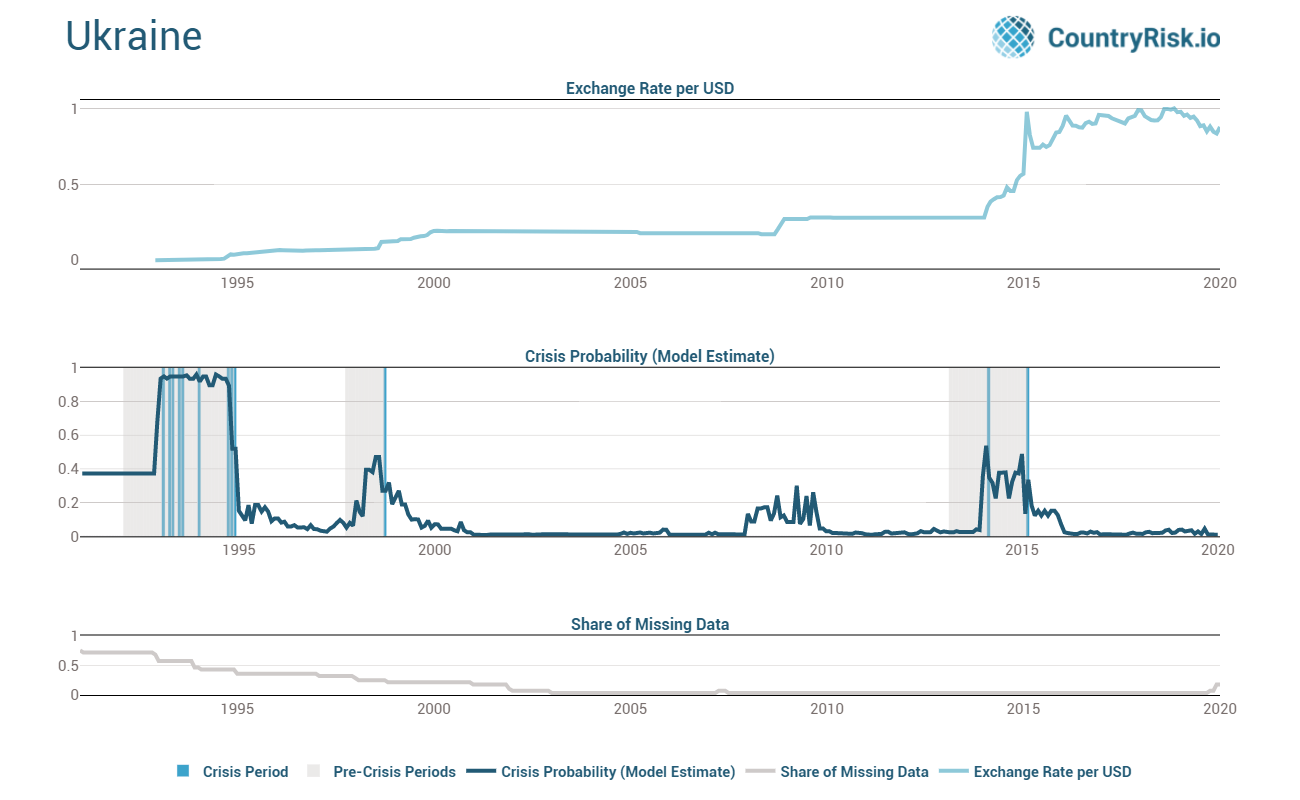 Ukraine
CountryRisk.io
Exchange Rate per USD
1
0.5
0
1995 2000 2005 2010 2015 2020
Crisis Probability (Model Estimate)
1
0.8
0.6
0.4
0.2
0
1995 2000 2005 2010 2015 2020
Share of Missing Data
1
0.5
0
1995 2000 2005 2010 2015 2020
Crisis Period Pre-Crisis Periods Crisis Probability (Model Estimate) Share of Missing Data Exchange Rate per USD